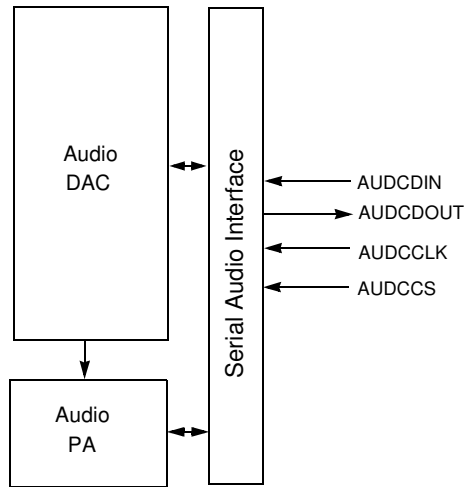 Audio
DAC
Serial Audio Interface
AUDCDIN
AUDCDOUT
AUDCCLK
AUDCCS
Audio
PA